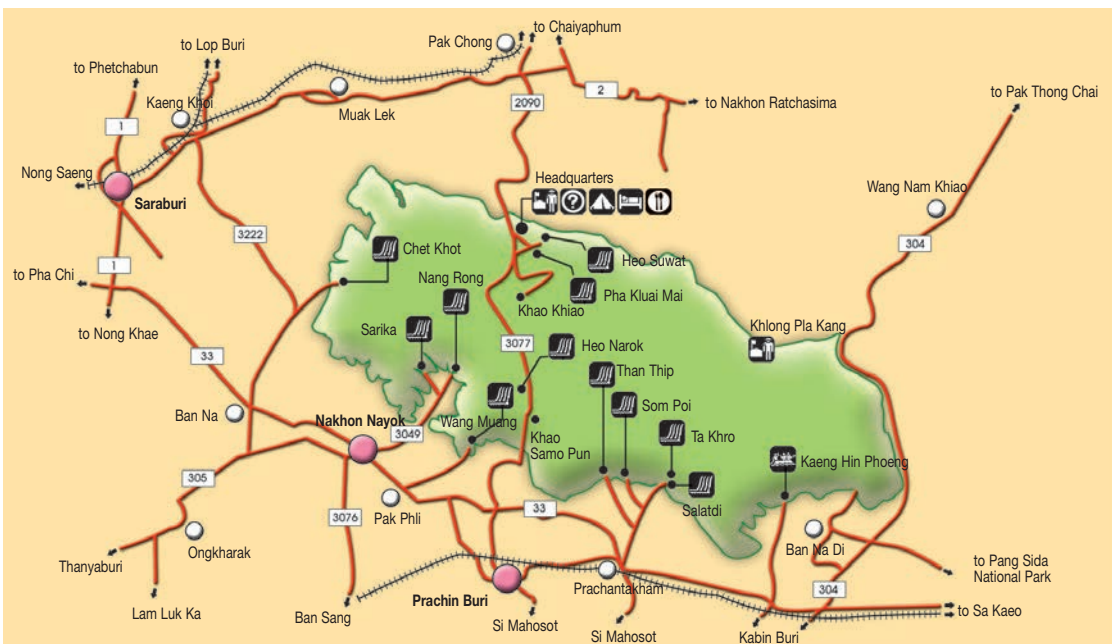 to Lop Buri
Pak Chong
to Chaiyaphum
to Phetchabun
Kaeng Khoi
Muak Lek
2090
2
to Nakhon Ratchasima
to Pak Thong Chai
1
Nong Saeng
Saraburi
Headquarters
?
Wang Nam Khiao
3222
304
Chet Khot
Heo Suwat
1
to Pha Chi
Nang Rong
Pha Kluai Mai
Khao Khiao
to Nong Khae
Sarika
Khlong Pla Kang
3077
Heo Narok
33
Than Thip
Som Poi
Ban Na
Nakhon Nayok
3049
Wang Muang
Khao
Samo Pun
Ta Khro
Kaeng Hin Phoeng
305
Pak Phli
33
Salatdi
3076
Ongkharak
Ban Na Di
Thanyaburi
to Pang Sida
National Park
Prachin Buri
Prachantakham
304
Lam Luk Ka
Ban Sang
Si Mahosot
Si Mahosot
Kabin Buri
to Sa Kaeo